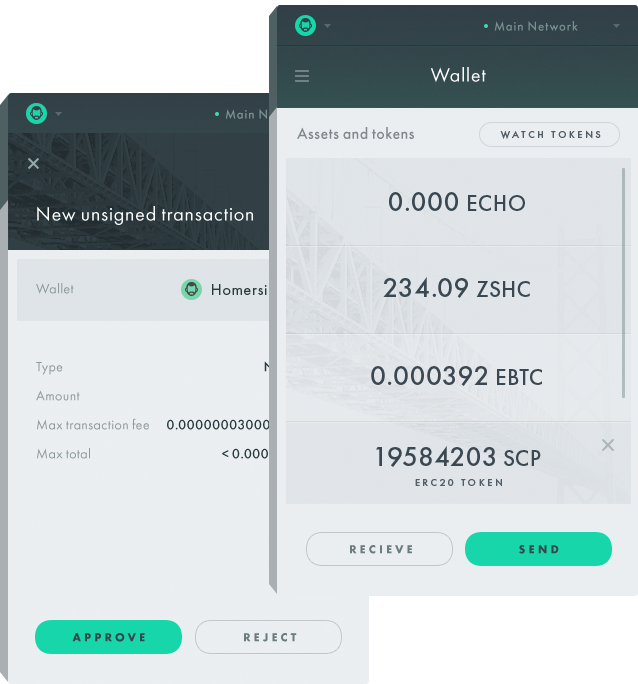 Main Network
Wallet
Assets and tokens
WATCH TOKENS
0.000 ECHO
234.09 ZSHC
0.000392 EBTC
19584203 SCP
ERC20 TOKEN
RECIEVE
SEND
Main N
New unsigned transaction
Wallet
Homersi
Type
Amount
Max transaction fee
0.00000003000
Max total
< 0.000
APPROVE
REJECT